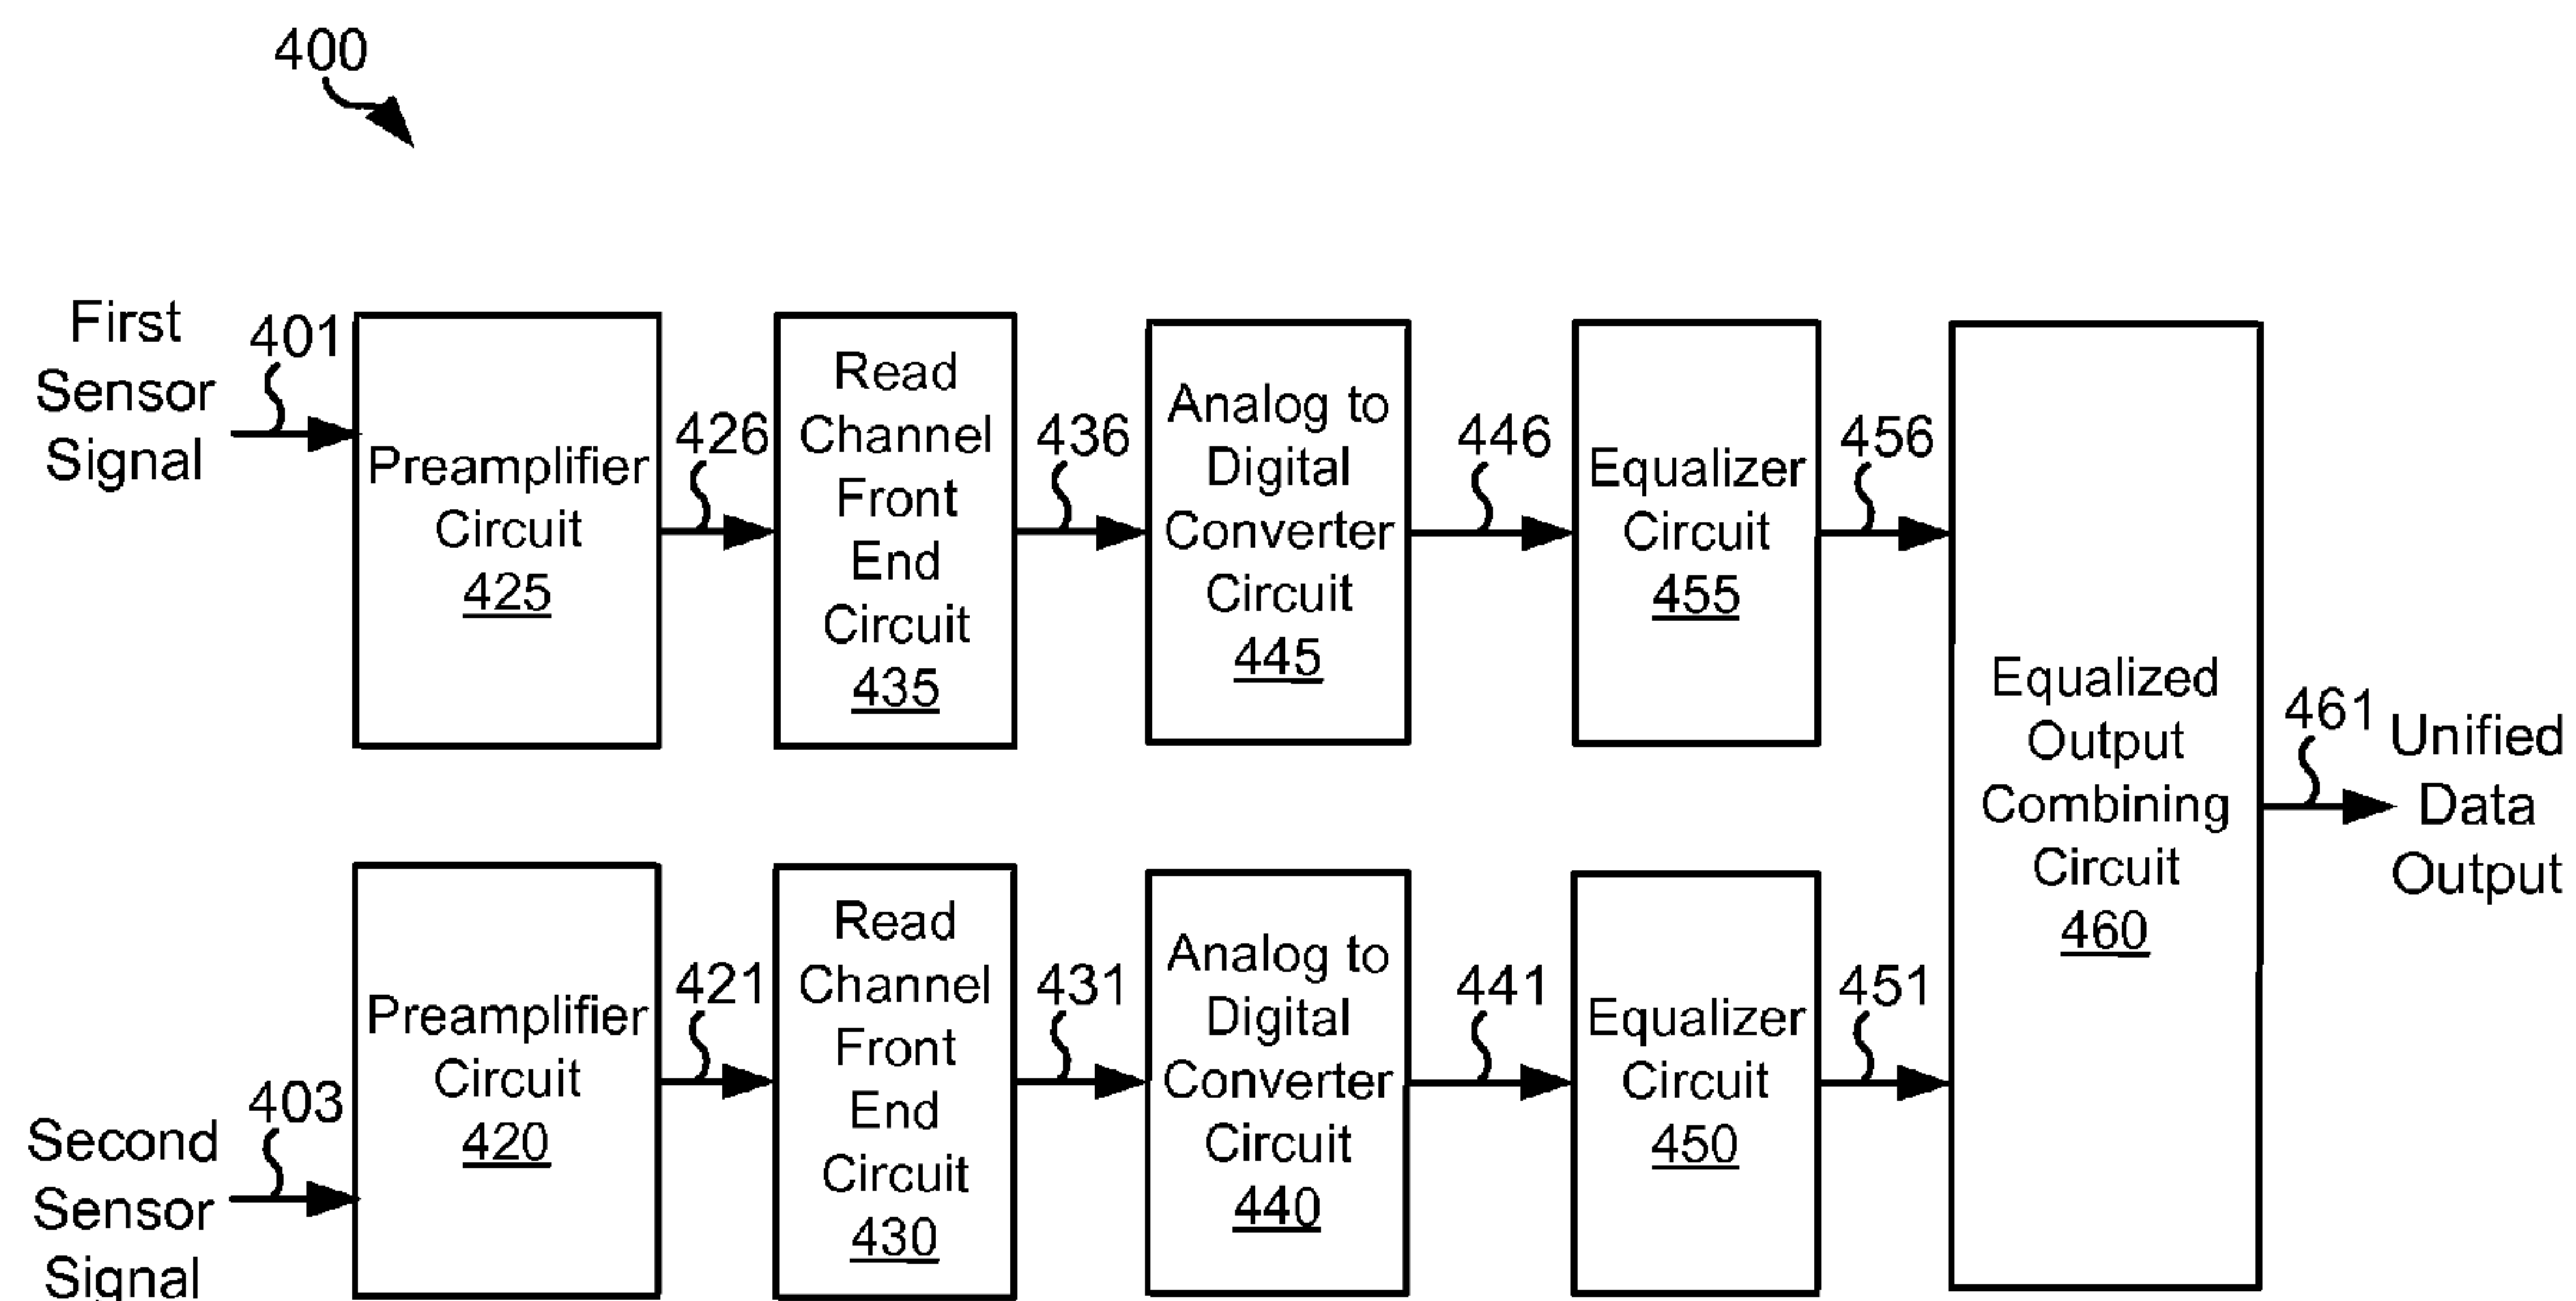 400
First
Sensor
Signal
401
Preamplifier
Circuit
425
426
Read
Channel
Front
End
Circuit
435
436
Analog to
Digital
Converter
Circuit
445
446
Equalizer
Circuit
455
456
Equalized
Output
Combining
Circuit
460
461
Unified
Data
Output
Second
Sensor
Signal
403
Preamplifier
Circuit
420
421
Read
Channel
Front
End
Circuit
430
431
Analog to
Digital
Converter
Circuit
440
441
Equalizer
Circuit
450
451